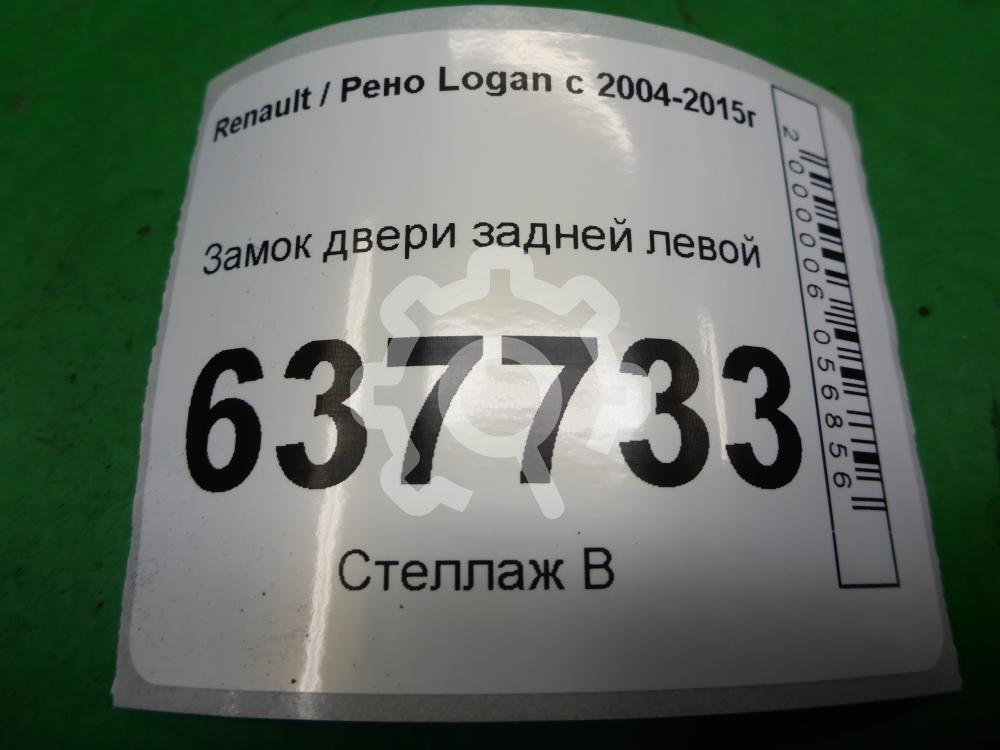 Renault / Рено Logan с 2004-2015г
Замок двери задней левой
637733
Стеллаж В
2000006056856